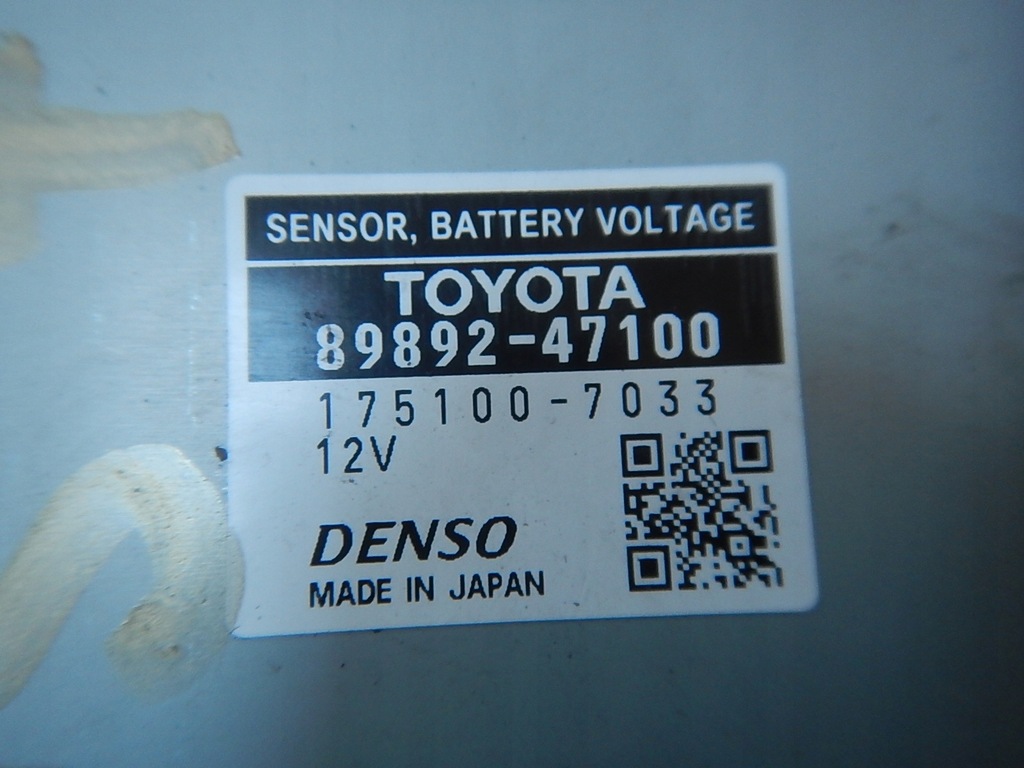 SENSOR, BATTERY VOLTAGE
TOYOTA
89892-47100
175100-7033
12V
DENSO
MADE IN JAPAN